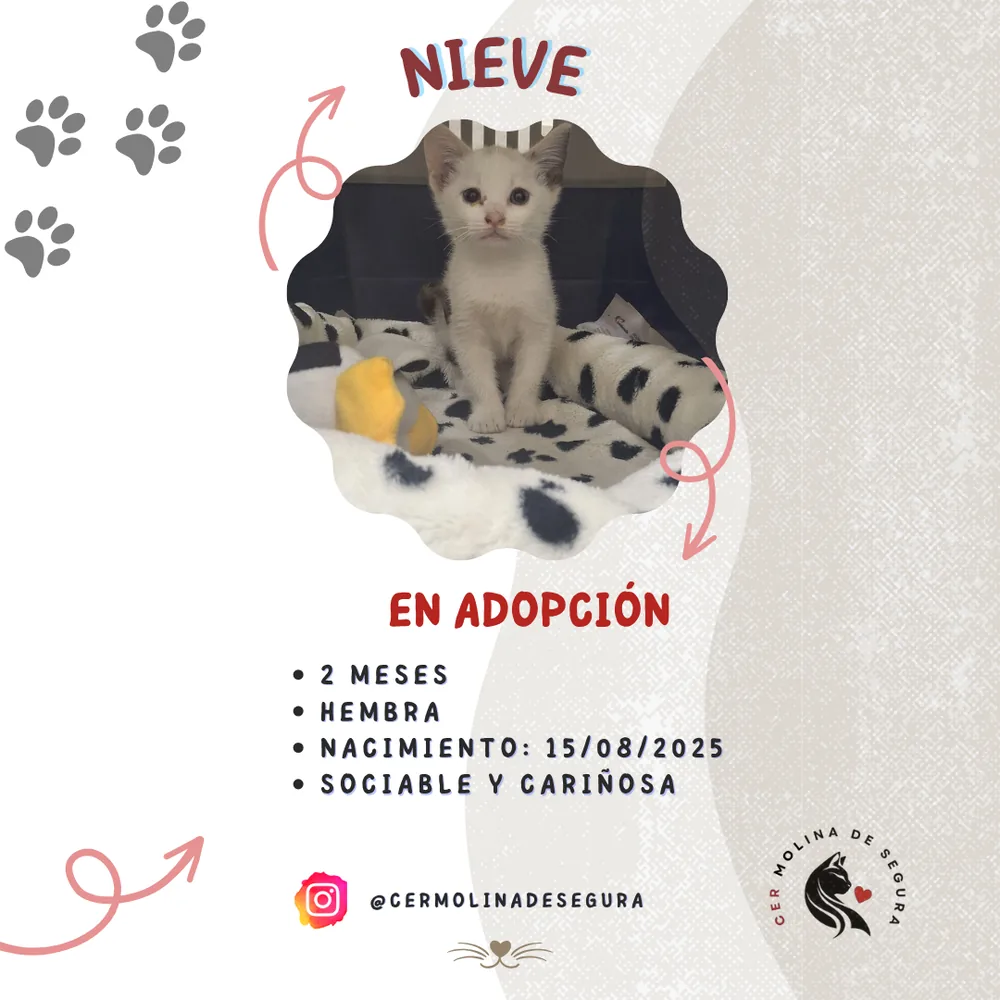 NIEVE
EN ADOPCIÓN
• 2 MESES
• HEMBRA
• NACIMIENTO: 15/08/2025
• SOCIABLE Y CARIÑOSA
@CERMOLINADESEGURA
CER MOLINA DE SEGURA